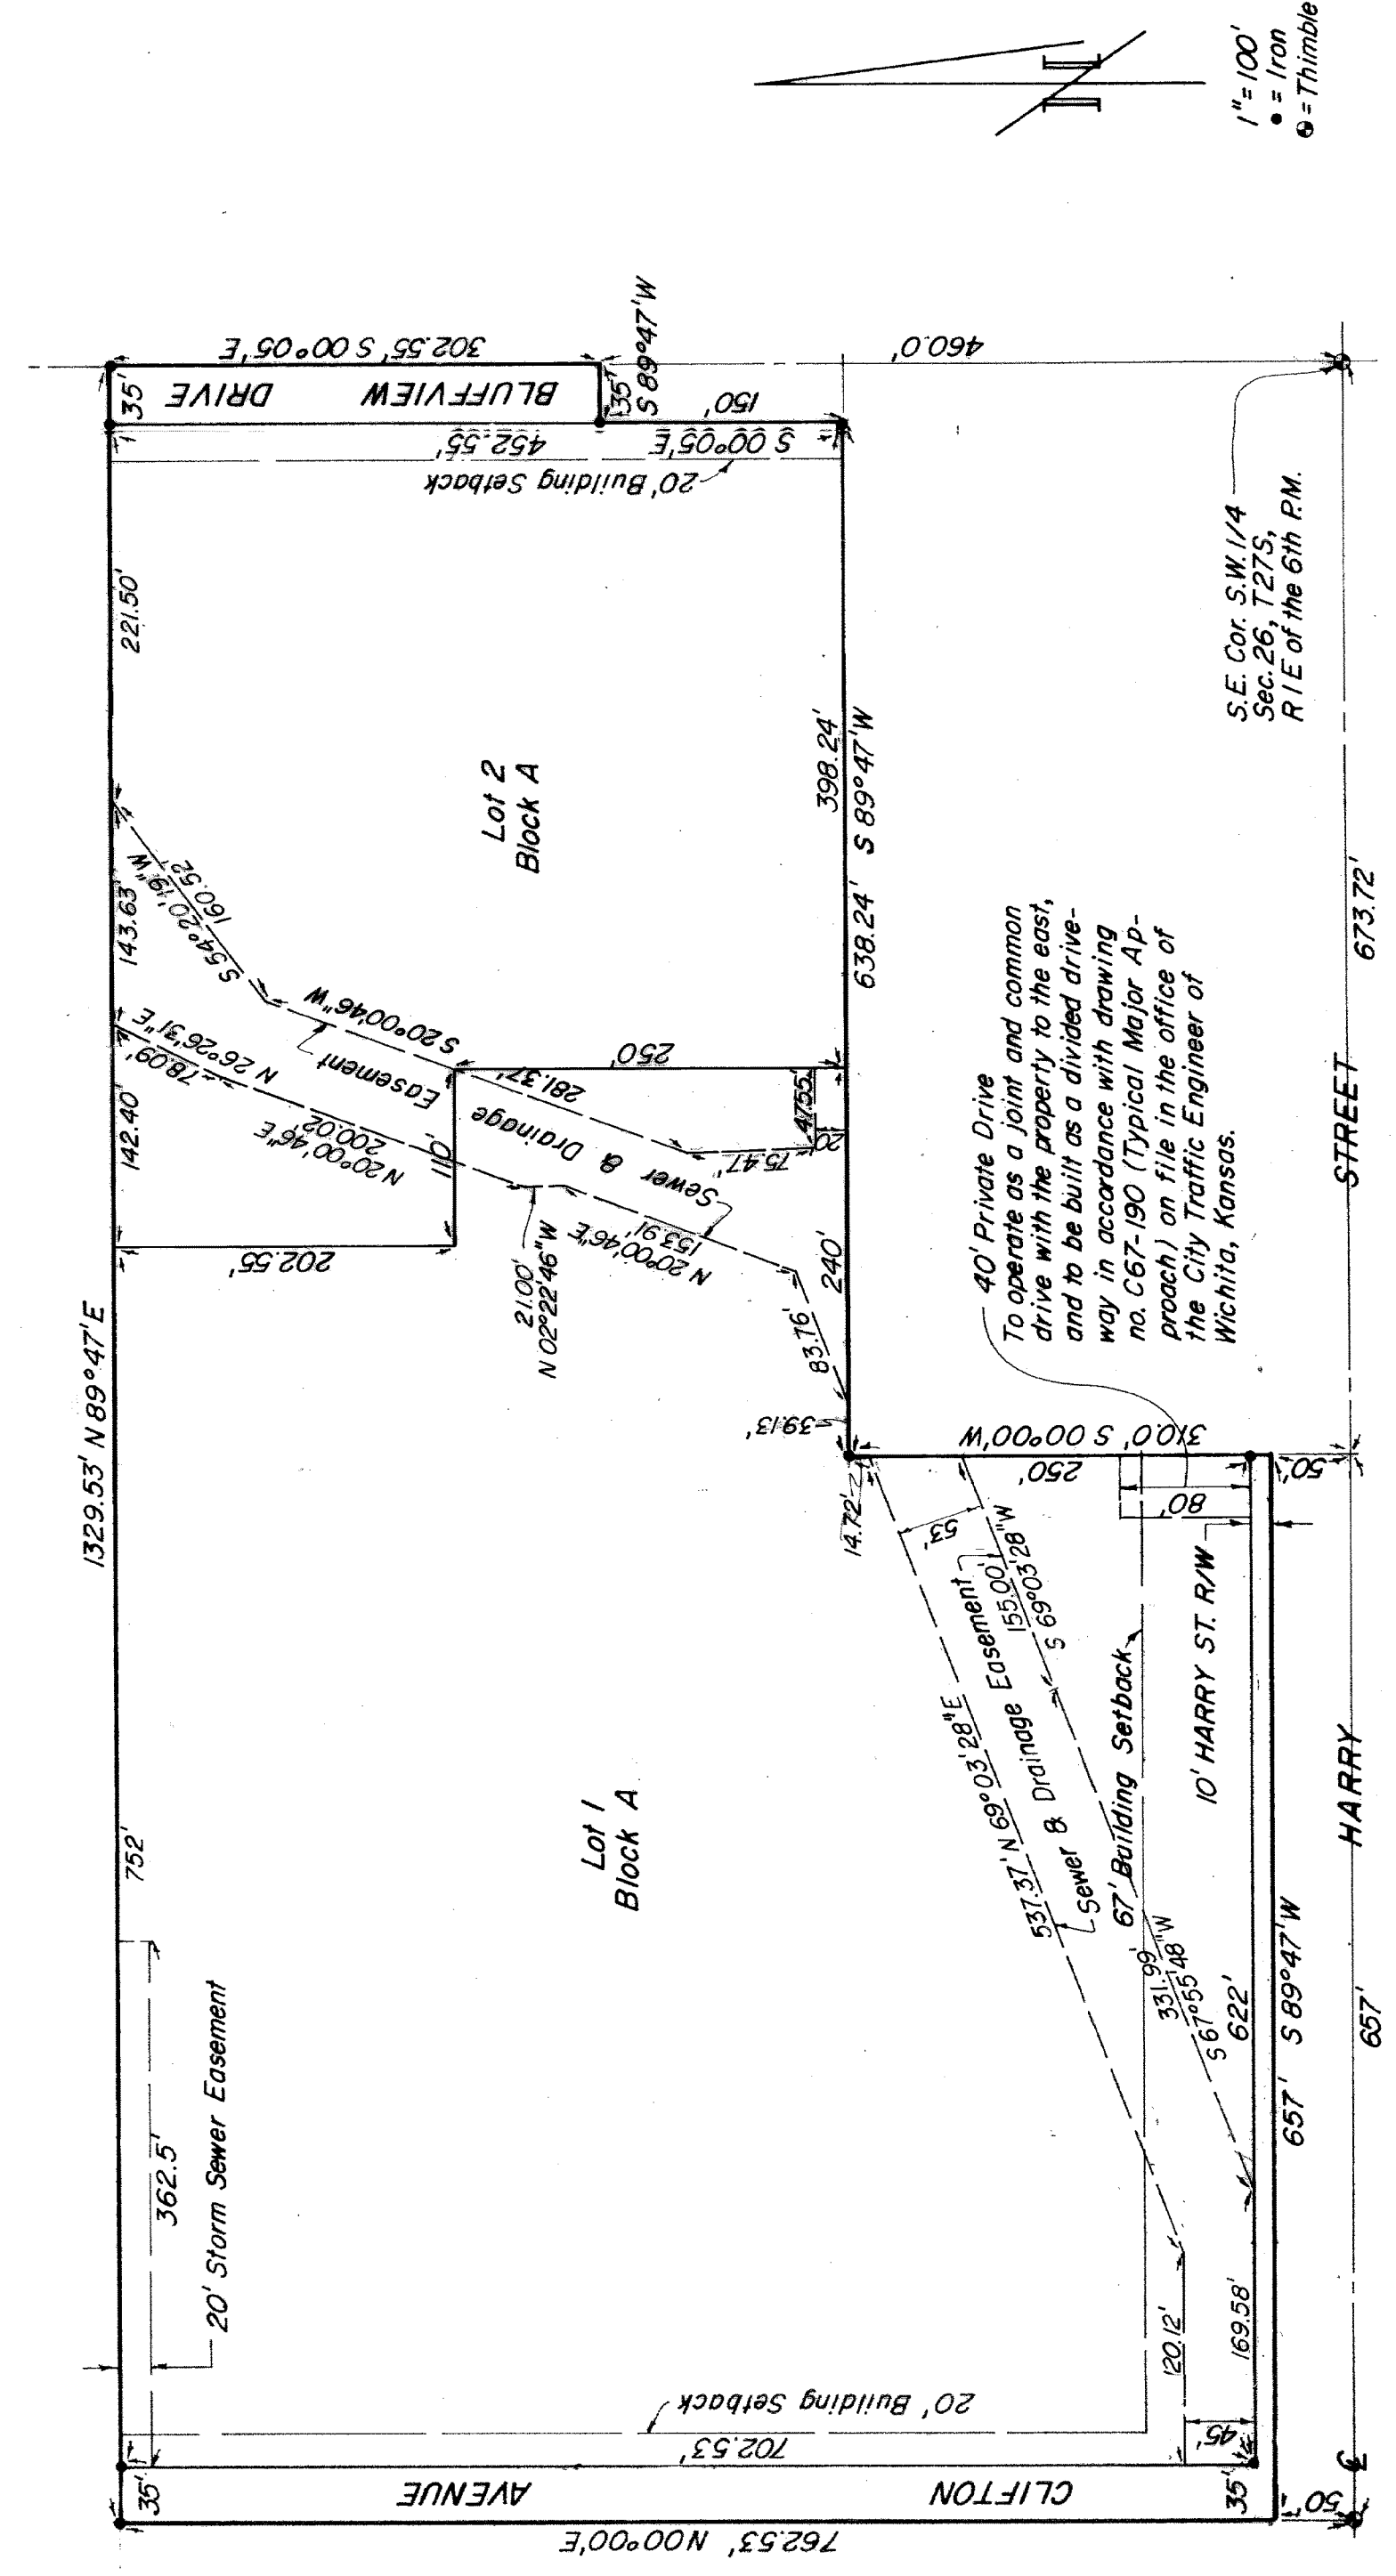 1"=100'
● = Iron
= Thimble
1329.53' N 89°47'E
35'
221.50'
143.63'
142.40'
752'
35'
362.5'
20' Storm Sewer Easement
BLUFFVIEW DRIVE
302.55' S 00°05'E
35'
S 89°47'W
150'
460.0'
452.55'
S 00°05'E
20' Building Setback
S 54°20'19"W
160.52'
N 26°26'31"E
78.09'
S 20°00'46"W
281.37'
N 20°00'46"E
200.02'
Sewer & Drainage Easement
202.55'
110'
250'
47.55'
20'
75.47'
21.00'
N 02°22'46"W
N 20°00'46"E
153.91'
83.76'
39.13'
240'
398.24'
638.24' S 89°47'W
Lot 2
Block A
Lot 1
Block A
S.E. Cor. S.W. 1/4
Sec. 26, T27S,
R 1 E of the 6th P.M.
40' Private Drive
To operate as a joint and common
drive with the property to the east,
and to be built as a divided drive-
way in accordance with drawing
no. C67-190 (Typical Major Ap-
proach) on file in the office of
the City Traffic Engineer of
Wichita, Kansas.
310.0' S 00°00'W
250'
80'
50'
14.72'
53'
155.00'
S 69°03'28"W
537.37' N 69°03'28"E
Sewer & Drainage Easement
67' Building Setback
331.99'
S 67°55'48"W
10' HARRY ST. R/W
622'
657' S 89°47'W
120.12'
169.58'
45'
20' Building Setback
702.53'
CLIFTON AVENUE
762.53' N 00°00'E
35'
50'
HARRY STREET
657'
673.72'